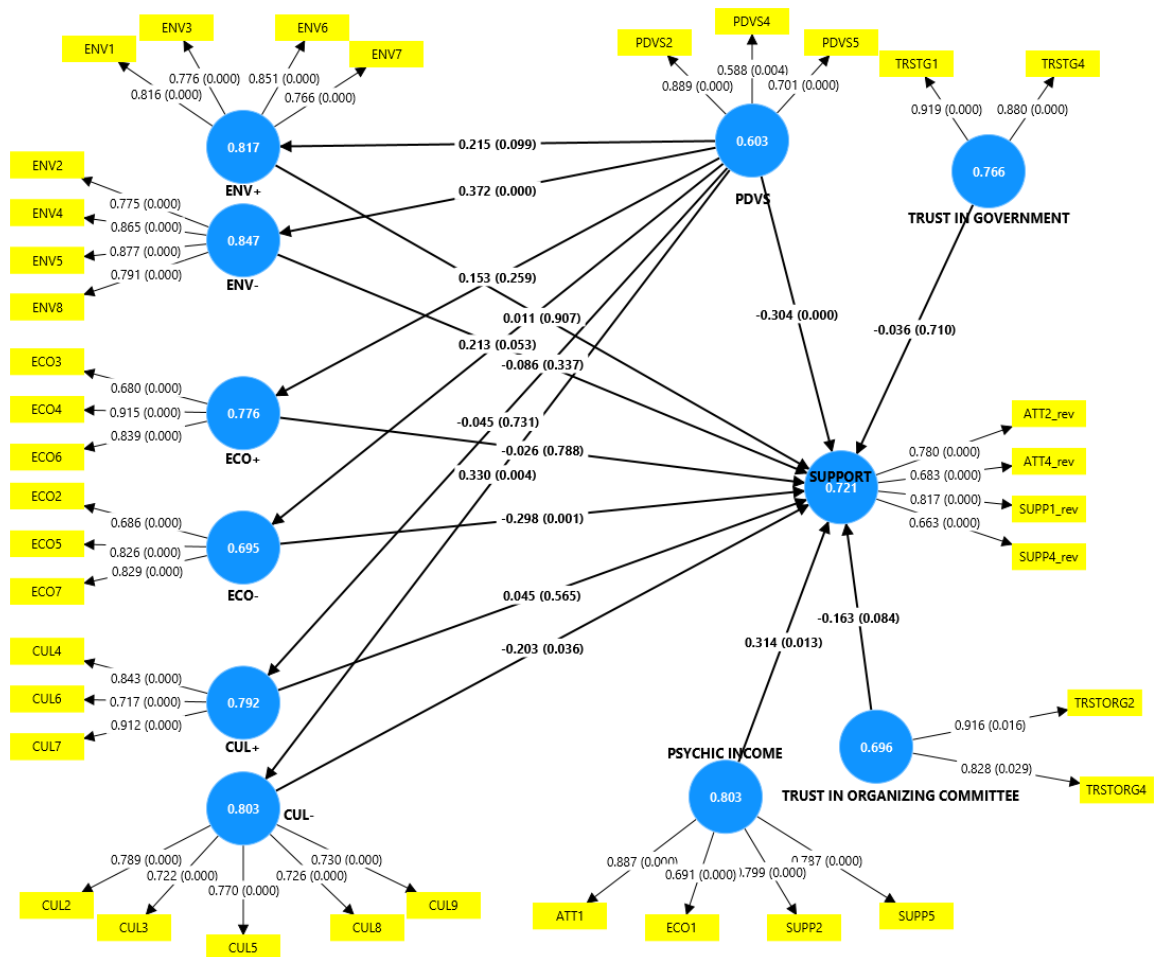 ENV1
ENV3
ENV6
ENV7
0.816 (0.000)
0.776 (0.000)
0.851 (0.000)
0.766 (0.000)
0.817
ENV+
PDVS2
PDVS4
PDVS5
0.889 (0.000)
0.588 (0.004)
0.701 (0.000)
0.603
PDVS
TRSTG1
TRSTG4
0.919 (0.000)
0.880 (0.000)
0.766
TRUST IN GOVERNMENT
ENV2
ENV4
ENV5
ENV8
0.775 (0.000)
0.865 (0.000)
0.877 (0.000)
0.791 (0.000)
0.847
ENV-
0.215 (0.099)
0.372 (0.000)
0.153 (0.259)
0.011 (0.907)
0.213 (0.053)
-0.086 (0.337)
-0.304 (0.000)
-0.036 (0.710)
ECO3
ECO4
ECO6
0.680 (0.000)
0.915 (0.000)
0.839 (0.000)
0.776
ECO+
-0.045 (0.731)
-0.026 (0.788)
0.330 (0.004)
ECO2
ECO5
ECO7
0.686 (0.000)
0.826 (0.000)
0.829 (0.000)
0.695
ECO-
-0.298 (0.001)
SUPPORT
0.721
0.780 (0.000)
0.683 (0.000)
0.817 (0.000)
0.663 (0.000)
ATT2_rev
ATT4_rev
SUPP1_rev
SUPP4_rev
CUL4
CUL6
CUL7
0.843 (0.000)
0.717 (0.000)
0.912 (0.000)
0.792
CUL+
0.045 (0.565)
-0.203 (0.036)
0.314 (0.013)
-0.163 (0.084)
0.803
CUL-
0.789 (0.000)
0.722 (0.000)
0.770 (0.000)
0.726 (0.000)
0.730 (0.000)
CUL2
CUL3
CUL5
CUL8
CUL9
PSYCHIC INCOME
0.803
0.887 (0.000)
0.691 (0.000)
0.799 (0.000)
0.787 (0.000)
ATT1
ECO1
SUPP2
SUPP5
0.696
TRUST IN ORGANIZING COMMITTEE
0.916 (0.016)
0.828 (0.029)
TRSTORG2
TRSTORG4